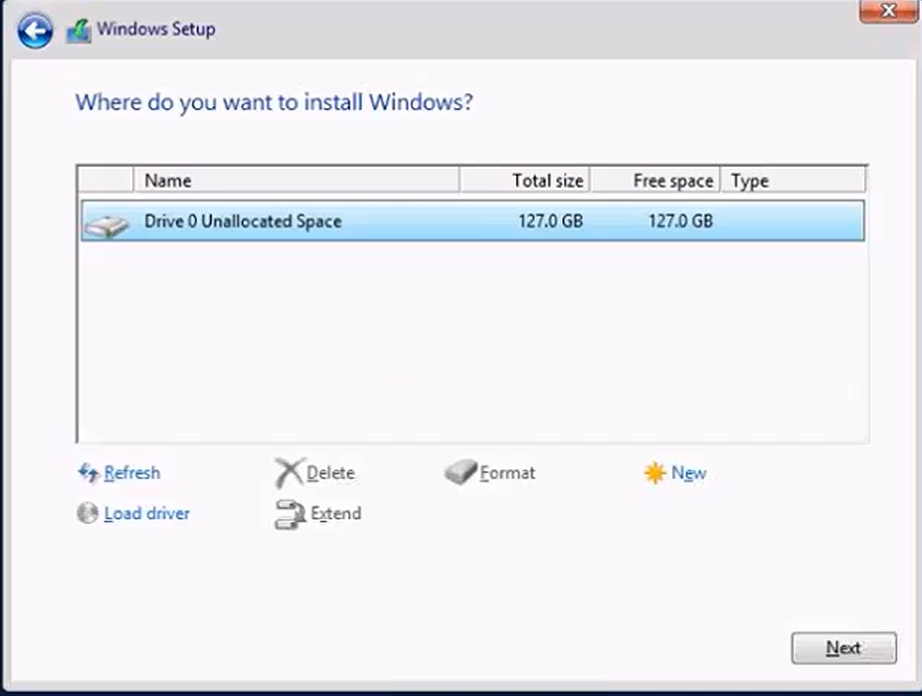 Windows Setup
Where do you want to install Windows?
Name Total size Free space Type
Drive 0 Unallocated Space 127.0 GB 127.0 GB
Refresh Delete Format New
Load driver Extend
Next